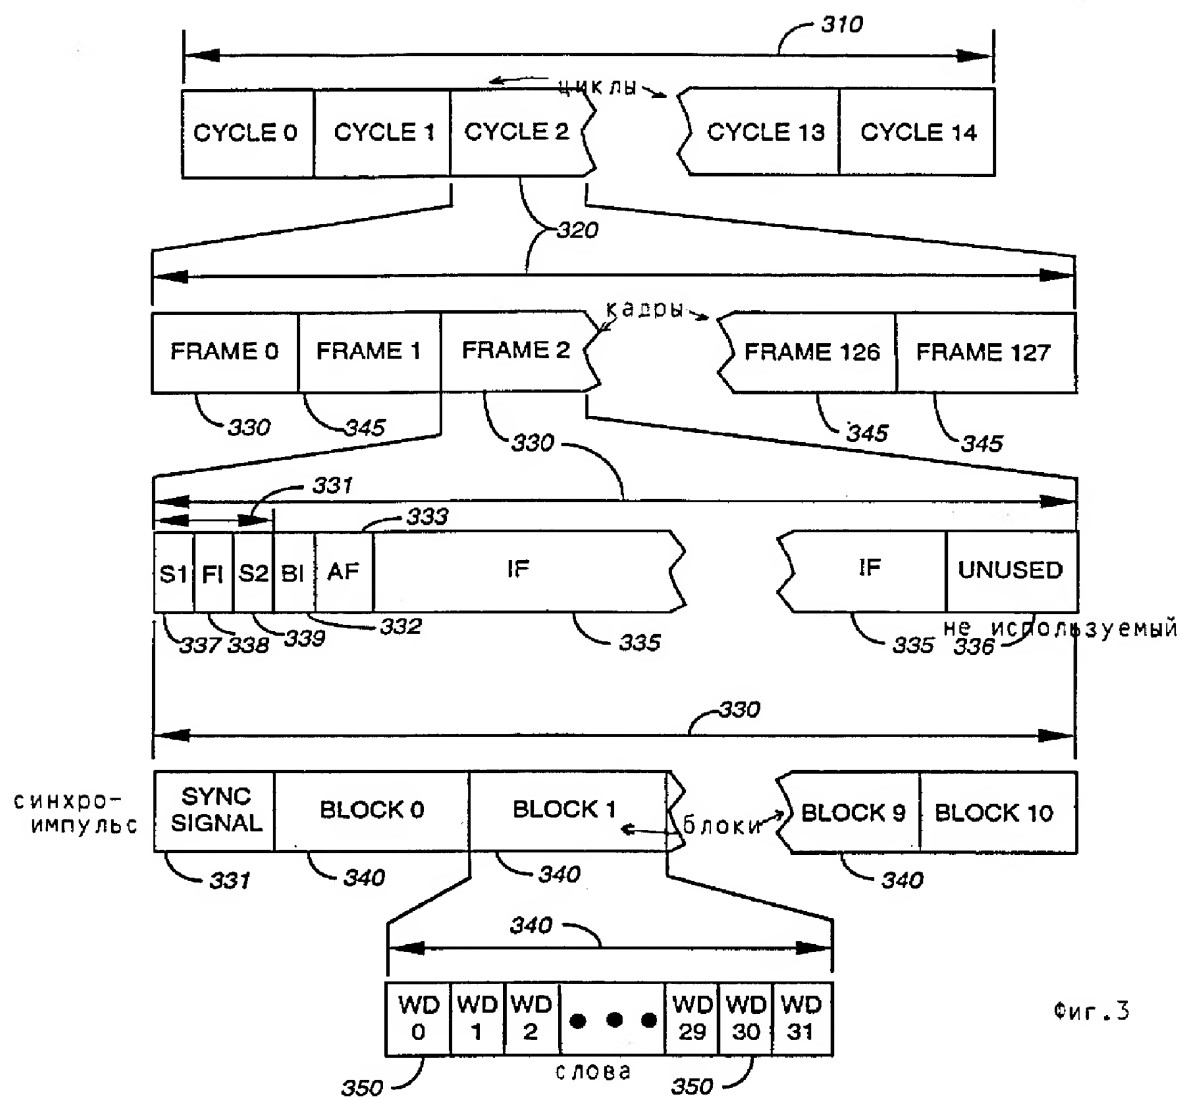 310
циклы
CYCLE 0 CYCLE 1 CYCLE 2 CYCLE 13 CYCLE 14
320
кадры
FRAME 0 FRAME 1 FRAME 2 FRAME 126 FRAME 127
330 345 330 345 345
331 333
S1 FI S2 BI AF IF IF UNUSED
337 338 339 332 335 335 336
не используемый
330
синхро-
импульс
SYNC
SIGNAL
BLOCK 0 BLOCK 1 блоки BLOCK 9 BLOCK 10
331 340 340 340
340
WD
0
WD
1
WD
2
WD
29
WD
30
WD
31
350 слова 350
Фиг.3